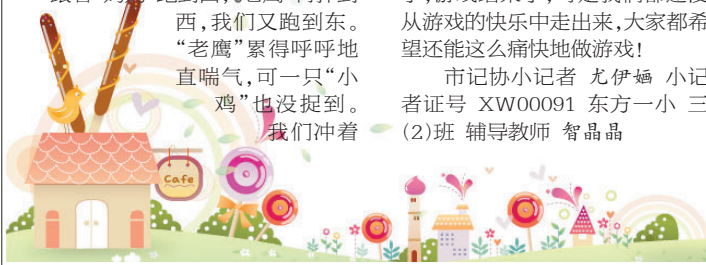 西,我们又跑到东。
“老鹰”累得呼呼地
直喘气,可一只“小
鸡”也没捉到。
我们冲着
从游戏的快乐中走出来,大家都希
望还能这么痛快地做游戏!
市记协小记者 尤伊婳 小记
者证号 XW00091 东方一小 三
(2)班 辅导教师 智晶晶
Cafe